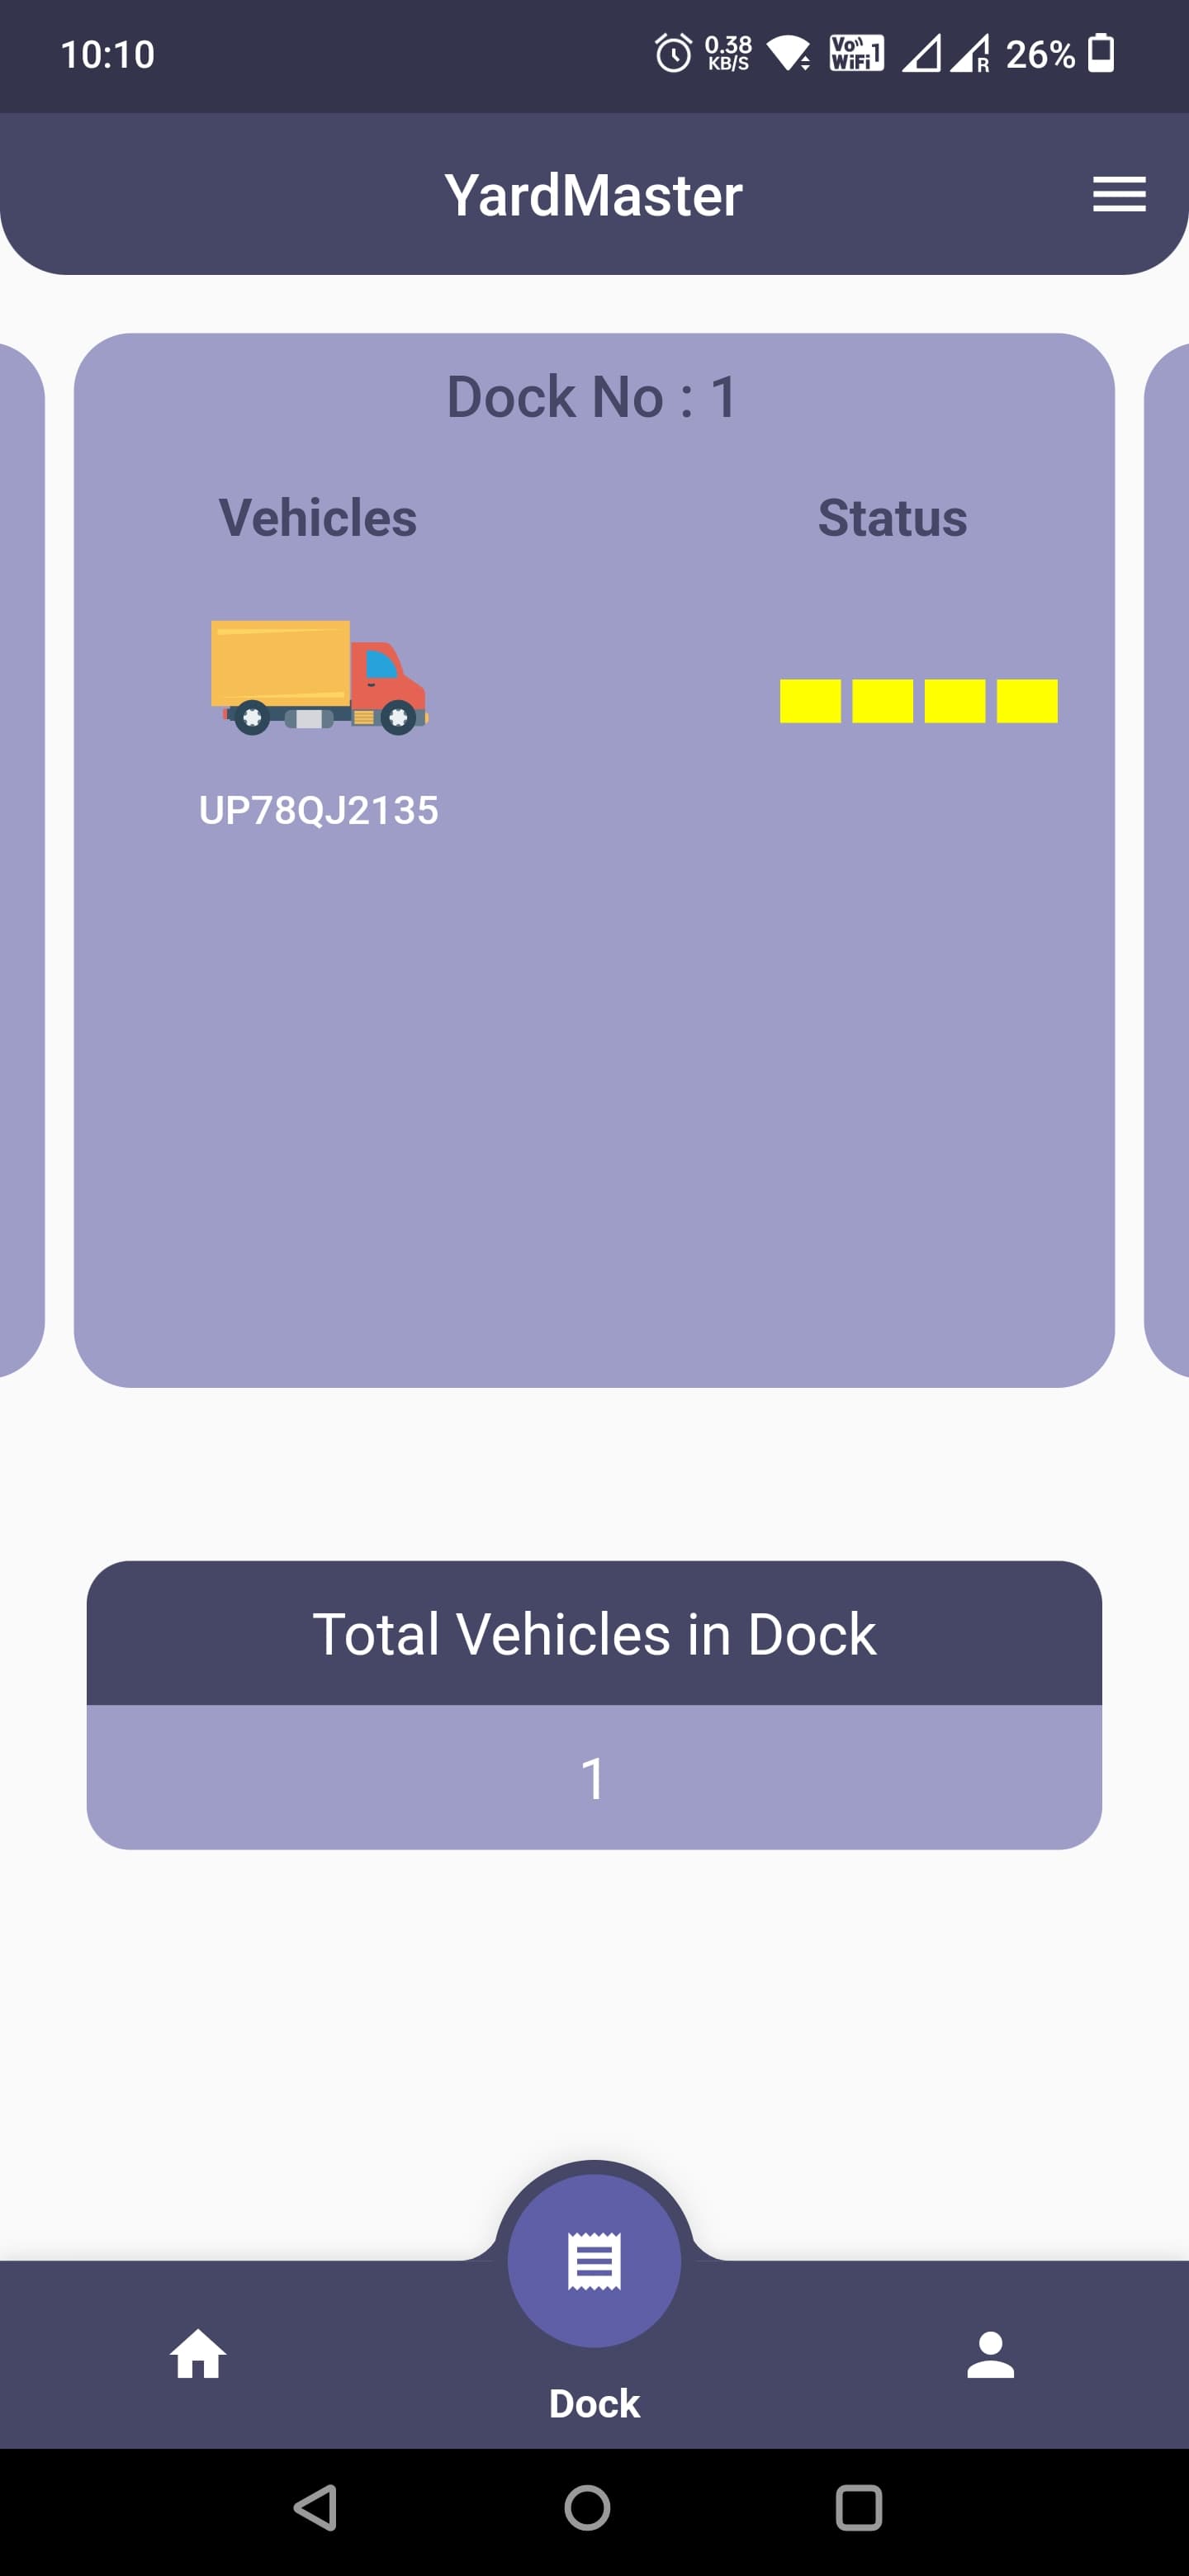 10:10
0.38
KB/S
Vo
WiFi 1
R
26%
YardMaster
Dock No : 1
Vehicles
Status
UP78QJ2135
Total Vehicles in Dock
1
Dock